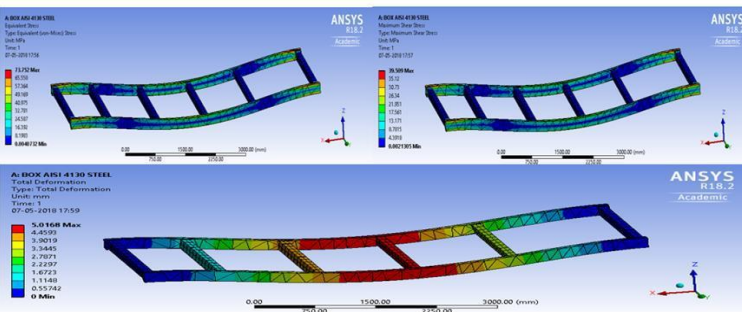 A: BOX AISI 4130 STEEL
Equivalent Stress
Type: Equivalent (von-Mises) Stress
Unit: MPa
Time: 1
07-05-2018 17:58
73.752 Max
65.558
57.364
49.169
40.975
32.781
24.587
16.392
0.00
1500.00
3000.00 (mm)
750.00
2250.00
ANSYS
R18.2
Academic
Z
X
A: BOX AISI 4130 STEEL
Maximum Shear Stress
Type: Maximum Shear Stress
Unit: MPa
Time: 1
07-05-2018 17:57
39.509 Max
35.12
30.73
26.34
21.951
17.561
13.171
4.3918
0.0021305 Min
0.00
1500.00
3000.00 (mm)
750.00
2250.00
ANSYS
R18.2
Academic
Z
X
A: BOX AISI 4130 STEEL
Total Deformation
Type: Total Deformation
Unit: mm
Time: 1
07-05-2018 17:59
5.0168 Max
4.4593
3.9019
3.3445
2.7871
2.2297
1.6723
1.1148
0.55742
0 Min
0.00
1500.00
3000.00 (mm)
750.00
2250.00
ANSYS
R18.2
Academic
Z
X
Y